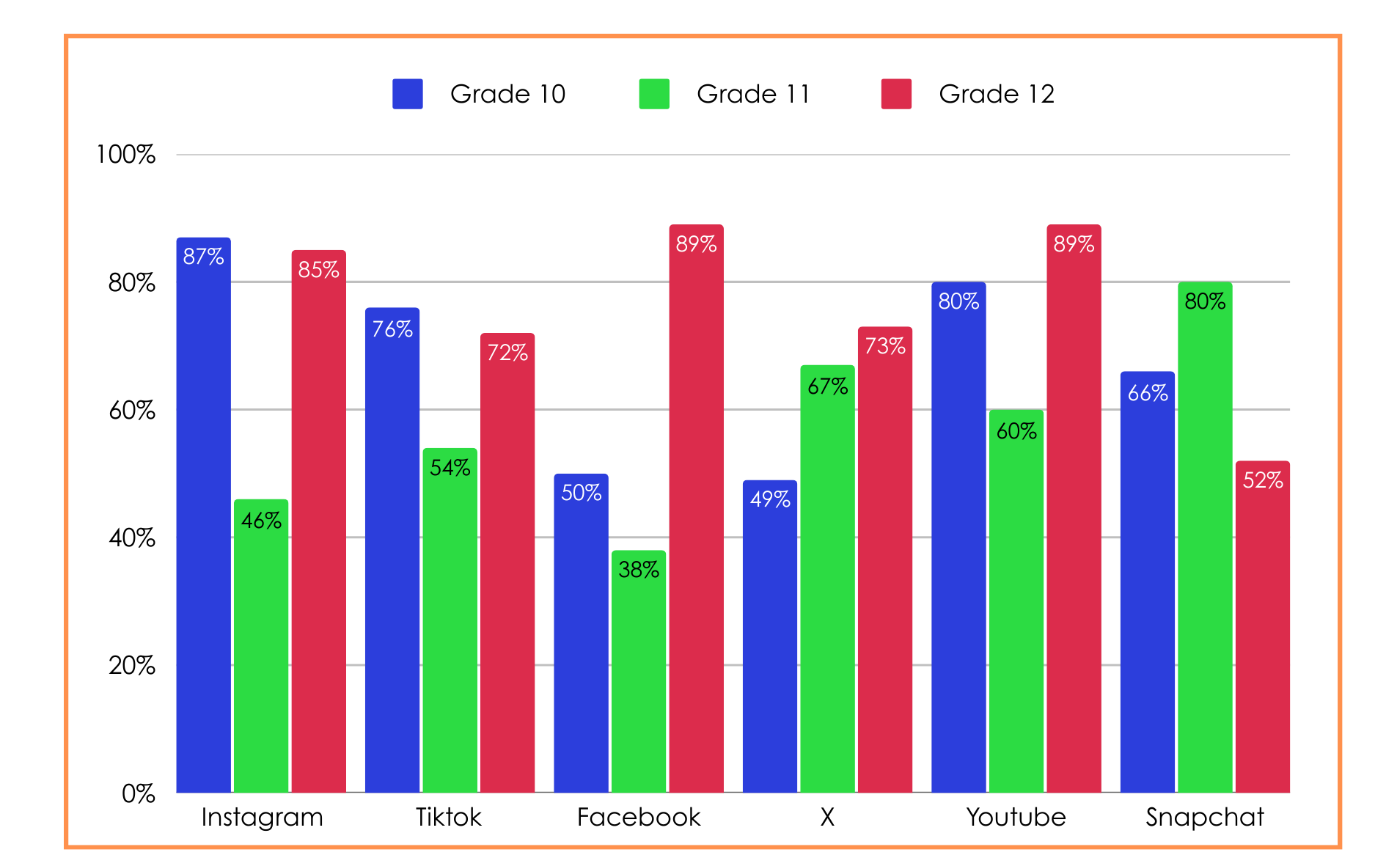 Grade 10 Grade 11 Grade 12
100%
80%
60%
40%
20%
0%
87% 46% 85%
76% 54% 72%
50% 38% 89%
49% 67% 73%
80% 60% 89%
66% 80% 52%
Instagram Tiktok Facebook X Youtube Snapchat